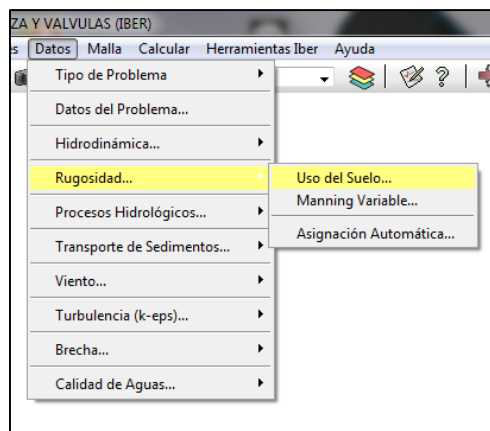 ZA Y VALVULAS (IBER)
s Datos Malla Calcular Herramientas Iber Ayuda
Tipo de Problema
Datos del Problema...
Hidrodinámica...
Rugosidad...
Uso del Suelo...
Manning Variable...
Procesos Hidrológicos...
Asignación Automática...
Transporte de Sedimentos...
Viento...
Turbulencia (k-eps)...
Brecha...
Calidad de Aguas...